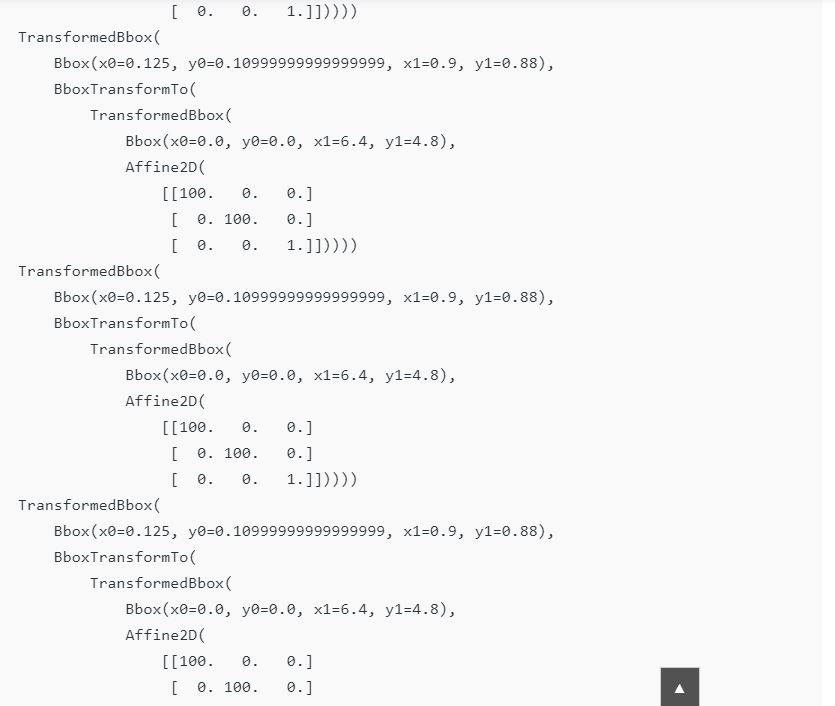 [  0.   0.   1.]])))))
TransformedBbox(
    Bbox(x0=0.125, y0=0.10999999999999999, x1=0.9, y1=0.88),
    BboxTransformTo(
        TransformedBbox(
            Bbox(x0=0.0, y0=0.0, x1=6.4, y1=4.8),
            Affine2D(
                [[100.   0.   0.]
                 [  0. 100.   0.]
                 [  0.   0.   1.]])))))
TransformedBbox(
    Bbox(x0=0.125, y0=0.10999999999999999, x1=0.9, y1=0.88),
    BboxTransformTo(
        TransformedBbox(
            Bbox(x0=0.0, y0=0.0, x1=6.4, y1=4.8),
            Affine2D(
                [[100.   0.   0.]
                 [  0. 100.   0.]
                 [  0.   0.   1.]])))))
TransformedBbox(
    Bbox(x0=0.125, y0=0.10999999999999999, x1=0.9, y1=0.88),
    BboxTransformTo(
        TransformedBbox(
            Bbox(x0=0.0, y0=0.0, x1=6.4, y1=4.8),
            Affine2D(
                [[100.   0.   0.]
                 [  0. 100.   0.]